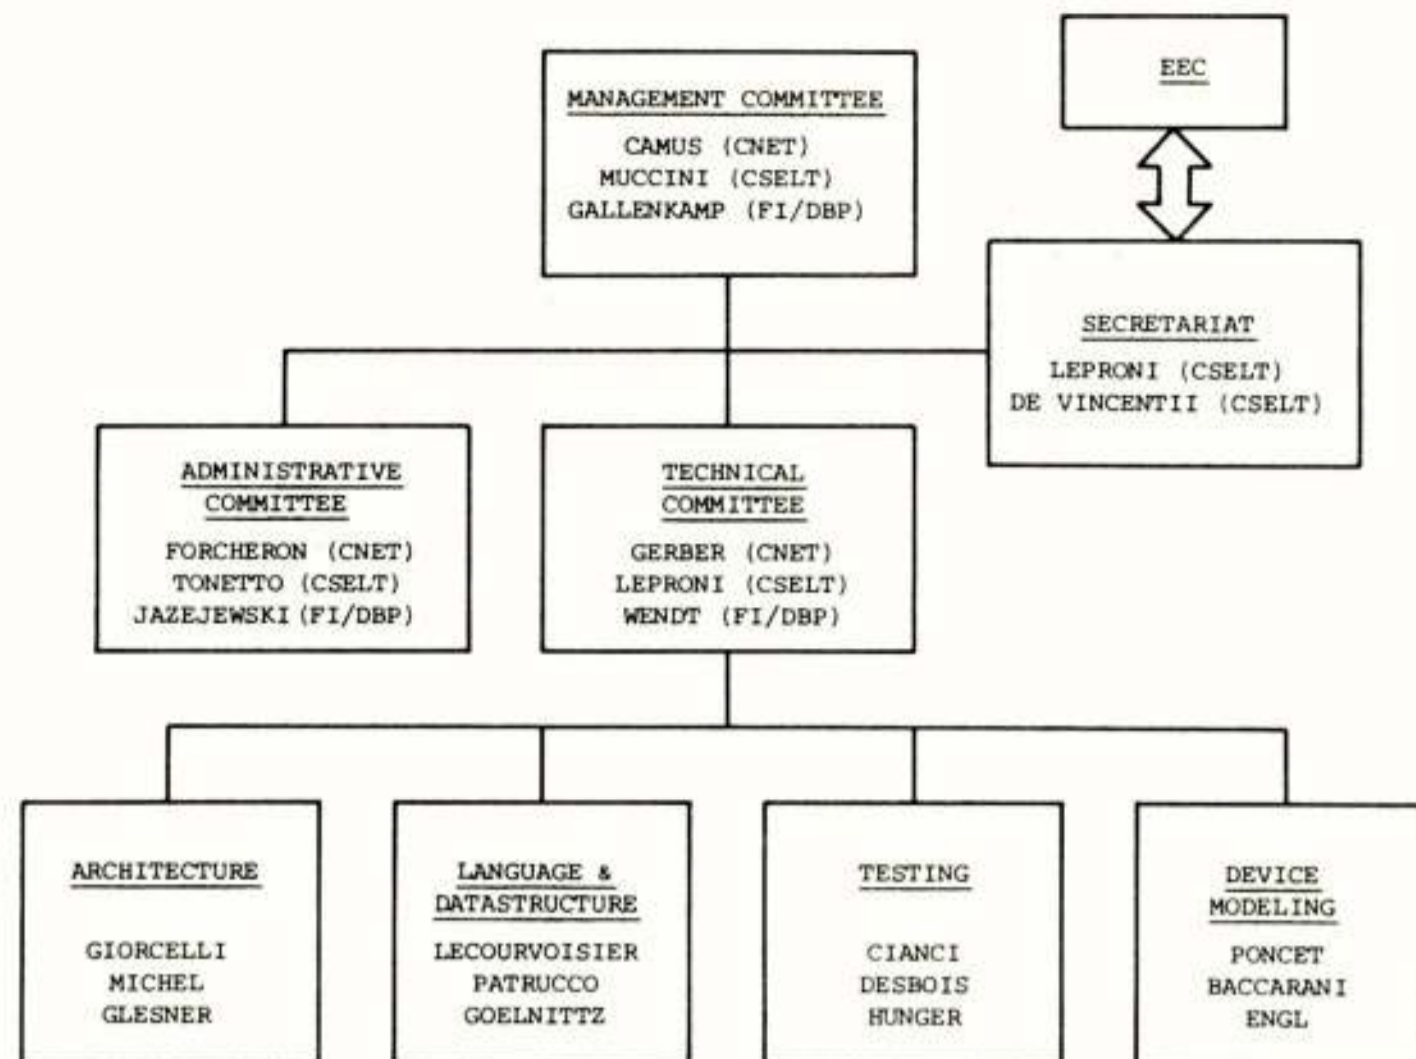 EEC
MANAGEMENT COMMITTEE
CAMUS (CNET)
MUCCINI (CSELT)
GALLENKAMP (FI/DBP)
SECRETARIAT
LEPRONI (CSELT)
DE VINCENTII (CSELT)
ADMINISTRATIVE
COMMITTEE
FORCHERON (CNET)
TONETTO (CSELT)
JAZEJEWSKI (FI/DBP)
TECHNICAL
COMMITTEE
GERBER (CNET)
LEPRONI (CSELT)
WENDT (FI/DBP)
ARCHITECTURE
GIORCELLI
MICHEL
GLESNER
LANGUAGE &
DATASTRUCTURE
LECOURVOISIER
PATRUCCO
GOELNITTZ
TESTING
CIANCI
DESBOIS
HUNGER
DEVICE
MODELING
PONCET
BACCARANI
ENGL